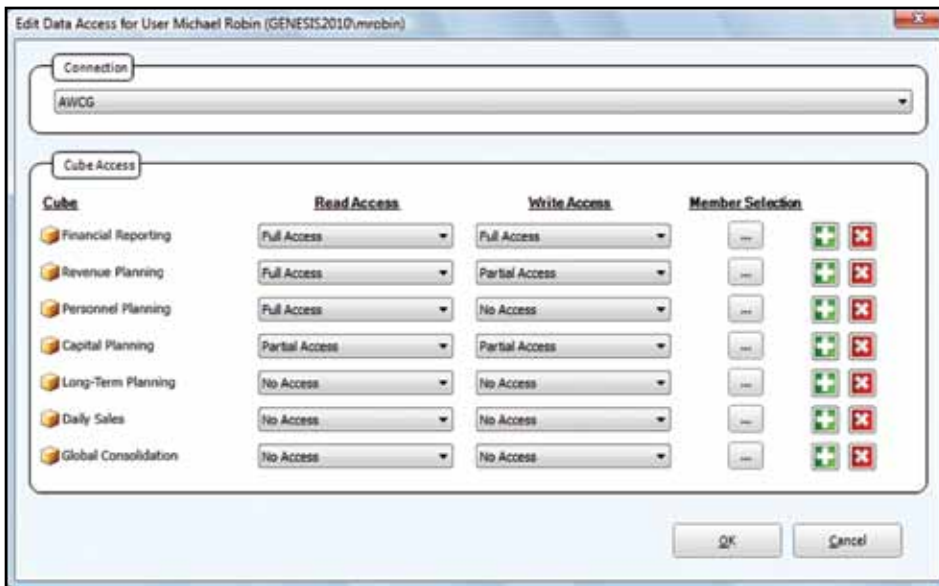 Edit Data Access for User Michael Robin (GENESIS2010\mrobin)
Connection
AWCG
Cube Access
Cube Read Access Write Access Member Selection
Financial Reporting Full Access Full Access ...
Revenue Planning Full Access Partial Access ...
Personnel Planning Full Access No Access ...
Capital Planning Partial Access Partial Access ...
Long-Term Planning No Access No Access ...
Daily Sales No Access No Access ...
Global Consolidation No Access No Access ...
OK Cancel